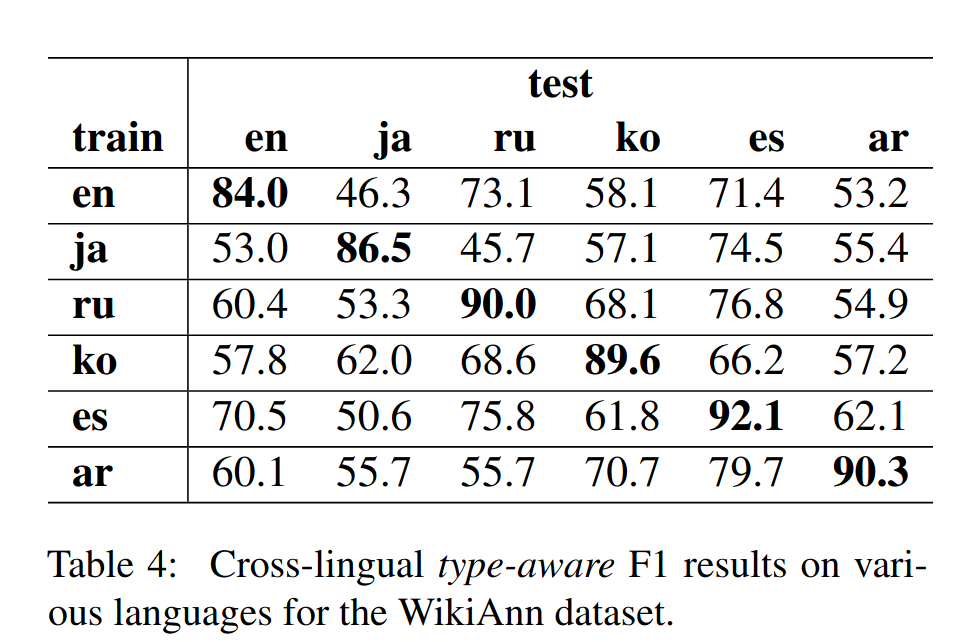 test
train en ja ru ko es ar
en 84.0 46.3 73.1 58.1 71.4 53.2
ja 53.0 86.5 45.7 57.1 74.5 55.4
ru 60.4 53.3 90.0 68.1 76.8 54.9
ko 57.8 62.0 68.6 89.6 66.2 57.2
es 70.5 50.6 75.8 61.8 92.1 62.1
ar 60.1 55.7 55.7 70.7 79.7 90.3
Table 4: Cross-lingual type-aware F1 results on vari-
ous languages for the WikiAnn dataset.